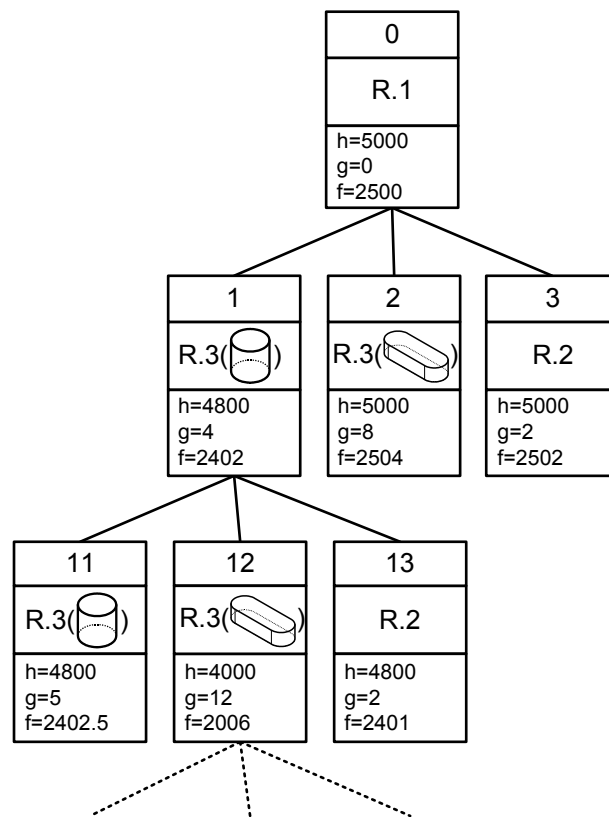 0
R.1
h=5000
g=0
f=2500
1
2
3
R.3( )
R.3( )
R.2
h=4800
g=4
f=2402
h=5000
g=8
f=2504
h=5000
g=2
f=2502
11
12
13
R.3( )
R.3( )
R.2
h=4800
g=5
f=2402.5
h=4000
g=12
f=2006
h=4800
g=2
f=2401